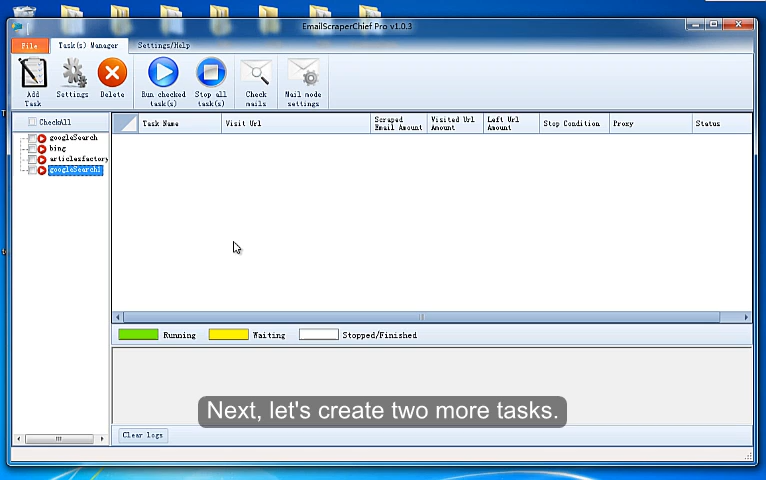 EmailScraperChief Pro v1.0.3
File Task(s) Manager Settings/Help
Add Task
Settings
Delete
Run checked task(s)
Stop all task(s)
Check mails
Mail mode settings
CheckAll
googleSearch
bing
articlesfactory
googleSearch1
Task Name Visit Url Scraped Email Amount Visited Url Amount Left Url Amount Stop Condition Proxy Status
Running Waiting Stopped/Finished
Next, let's create two more tasks.
Clear logs